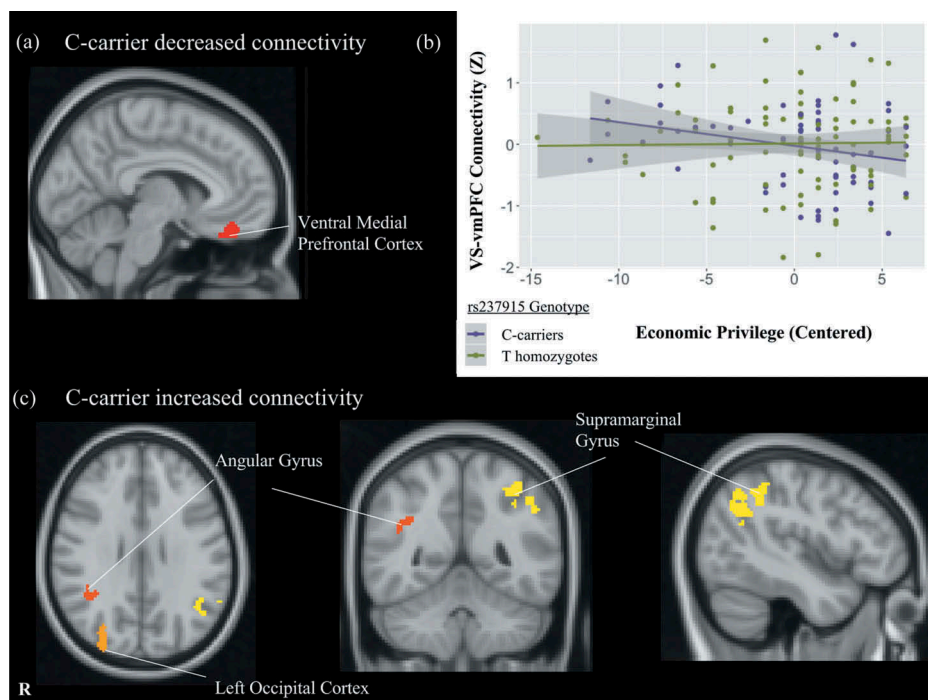 (a) C-carrier decreased connectivity
Ventral Medial
Prefrontal Cortex
(b)
VS-vmPFC Connectivity (Z)
1
0
-1
-2
-15 -10 -5 0 5
Economic Privilege (Centered)
rs237915 Genotype
C-carriers
T homozygotes
(c) C-carrier increased connectivity
Angular Gyrus
Supramarginal
Gyrus
Left Occipital Cortex
R